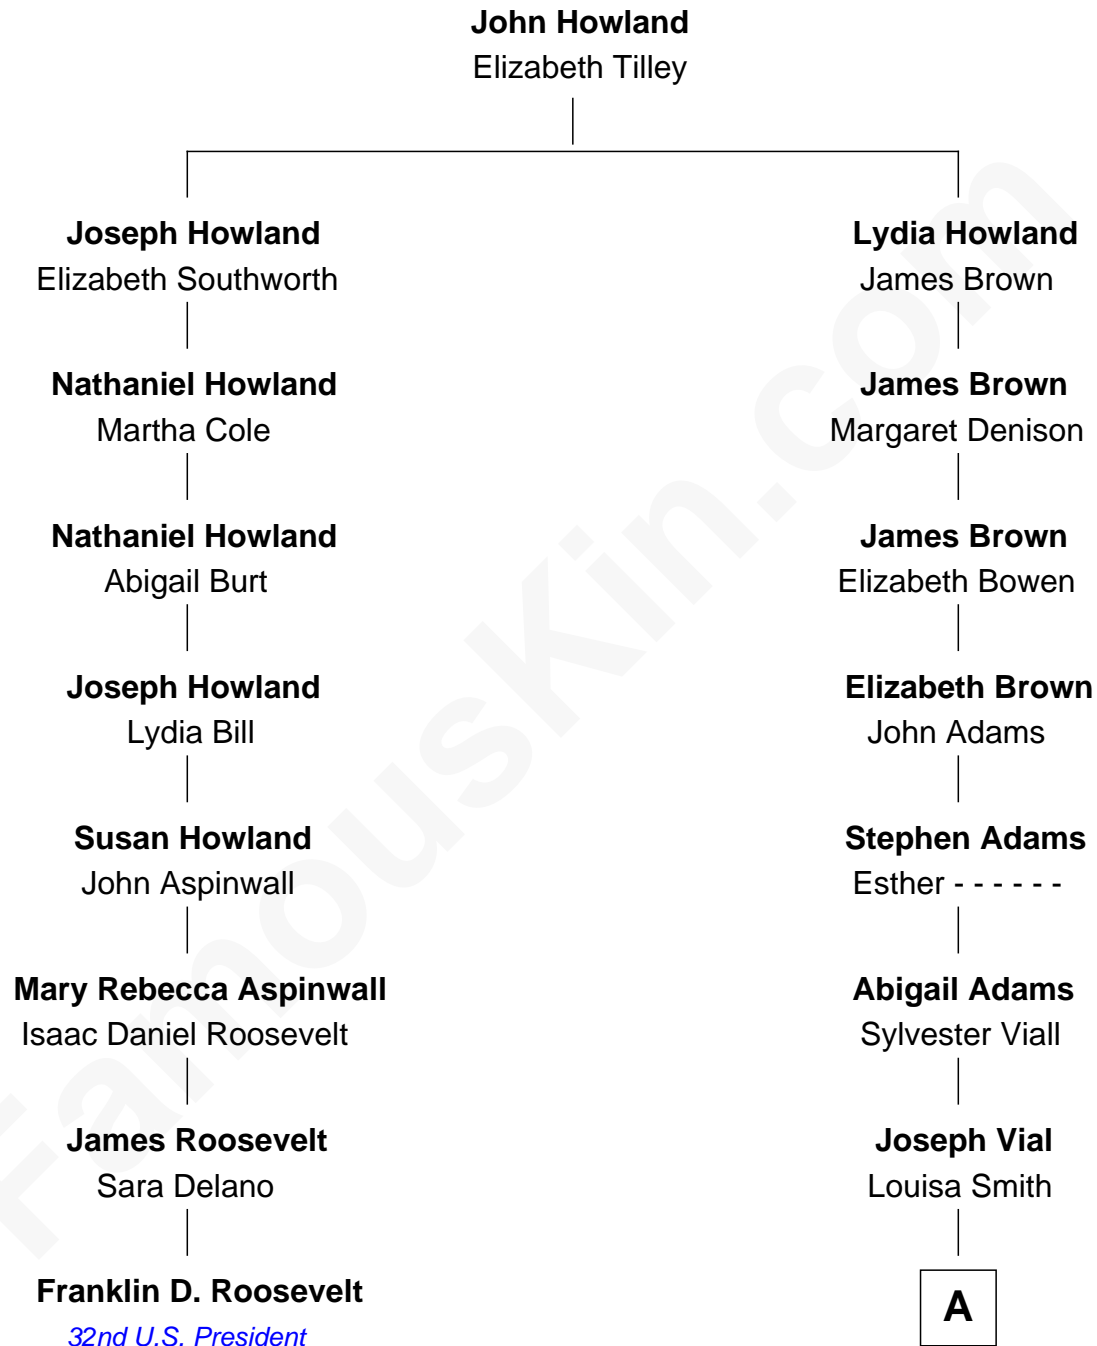 John Howland
Elizabeth Tilley
Joseph Howland
Elizabeth Southworth
Lydia Howland
James Brown
Nathaniel Howland
Martha Cole
James Brown
Margaret Denison
Nathaniel Howland
Abigail Burt
James Brown
Elizabeth Bowen
Joseph Howland
Lydia Bill
Elizabeth Brown
John Adams
Susan Howland
John Aspinwall
Stephen Adams
Esther - - - - - -
Mary Rebecca Aspinwall
Isaac Daniel Roosevelt
Abigail Adams
Sylvester Viall
James Roosevelt
Sara Delano
Joseph Vial
Louisa Smith
Franklin D. Roosevelt
32nd U.S. President
A
FamousKin.com